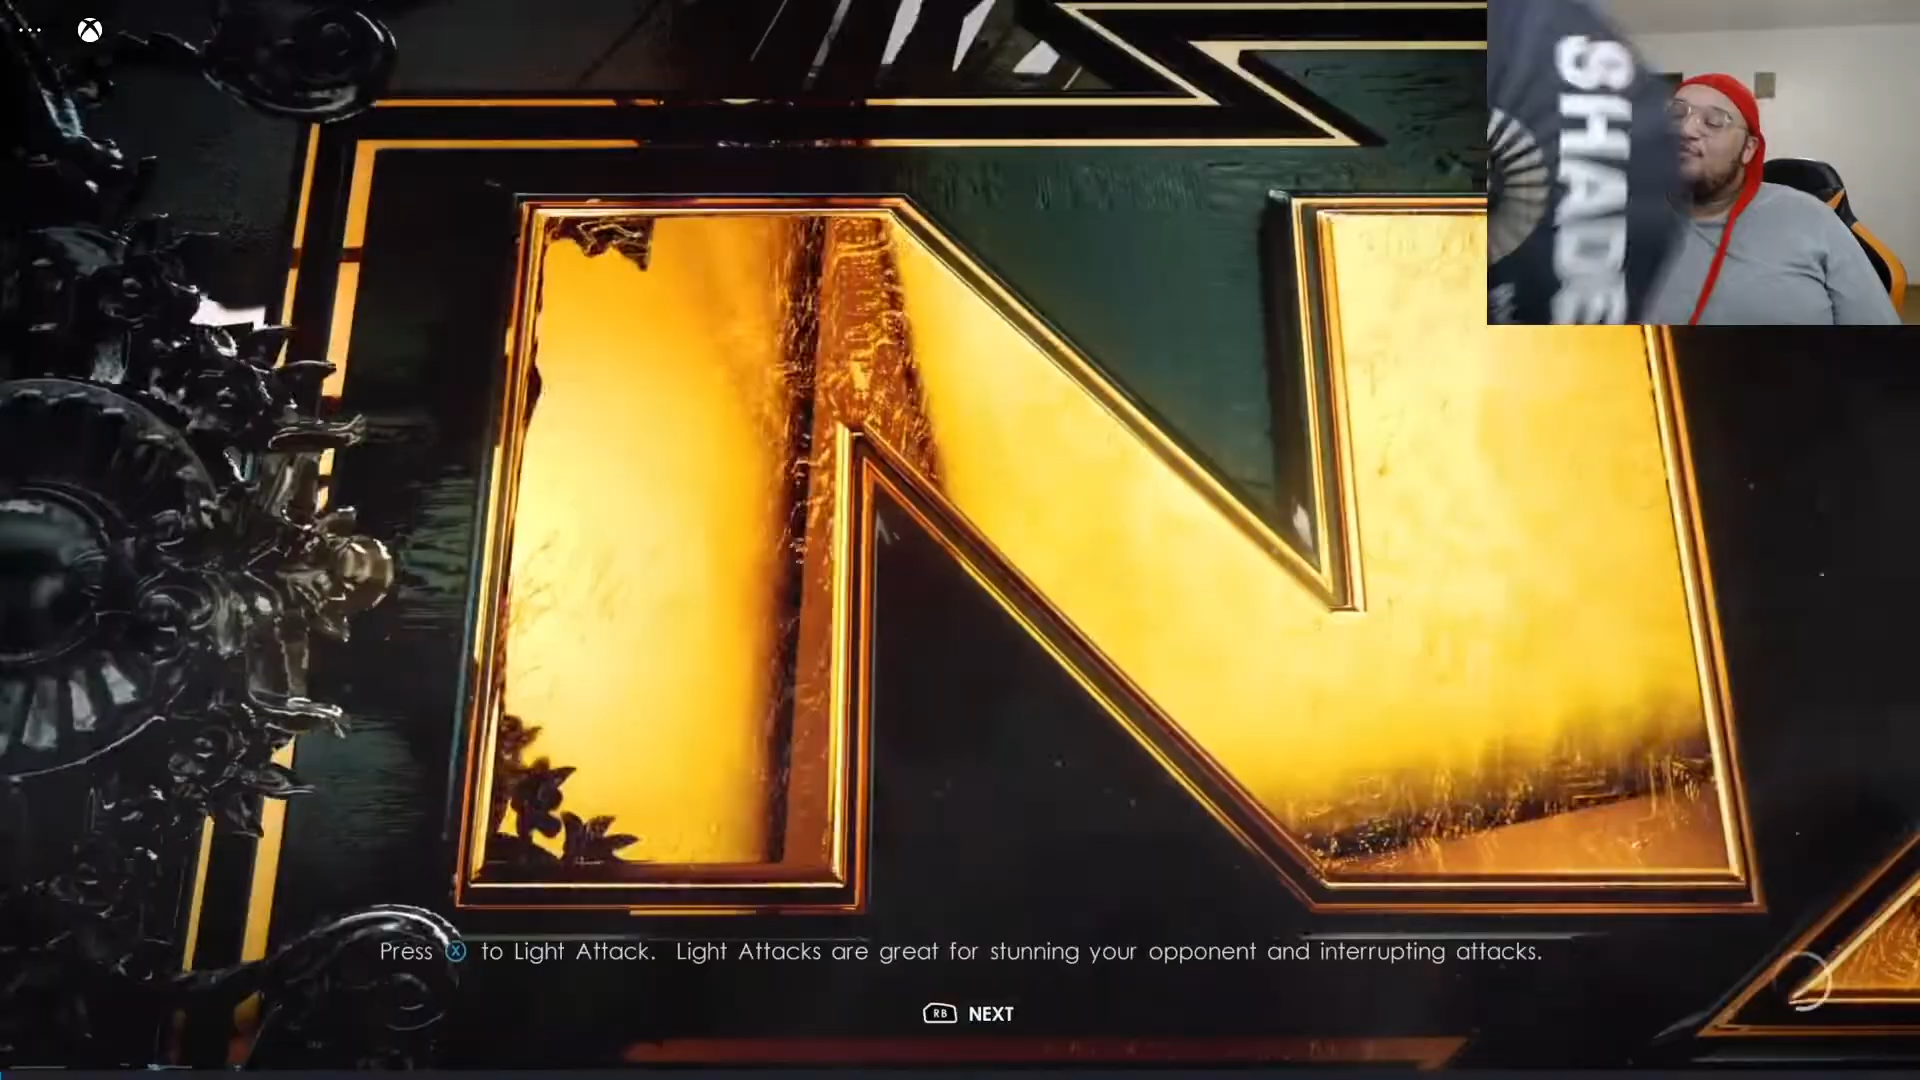 SHADE
N
Press X to Light Attack. Light Attacks are great for stunning your opponent and interrupting attacks.
RB NEXT